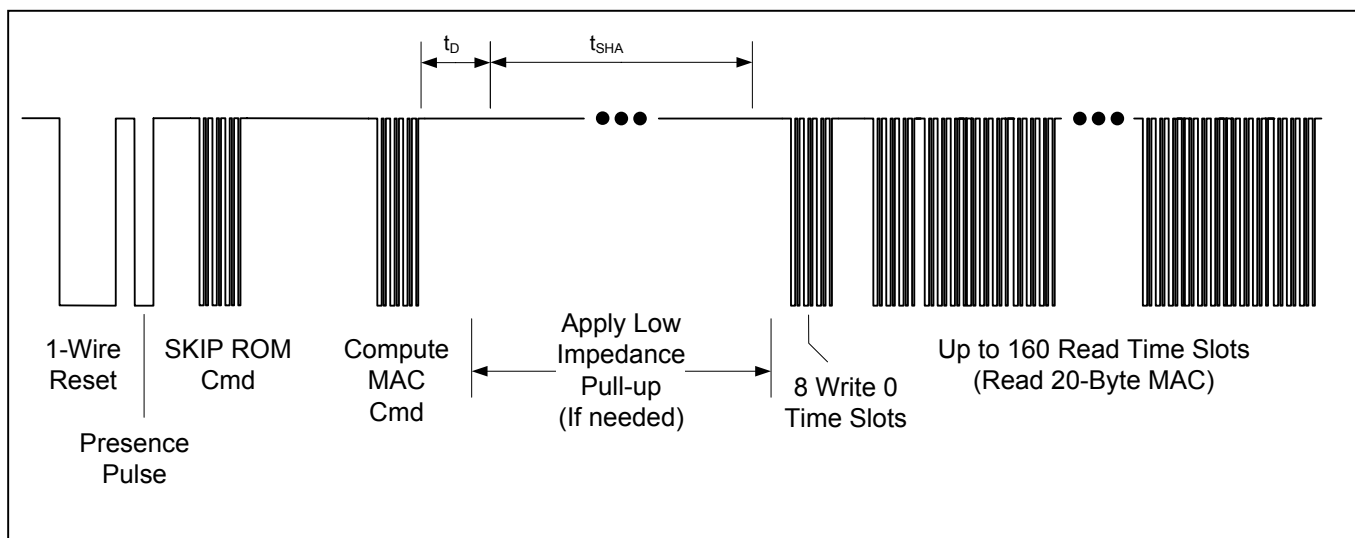 tD
tSHA
1-Wire
Reset
Presence
Pulse
SKIP ROM
Cmd
Compute
MAC
Cmd
Apply Low
Impedance
Pull-up
(If needed)
8 Write 0
Time Slots
Up to 160 Read Time Slots
(Read 20-Byte MAC)